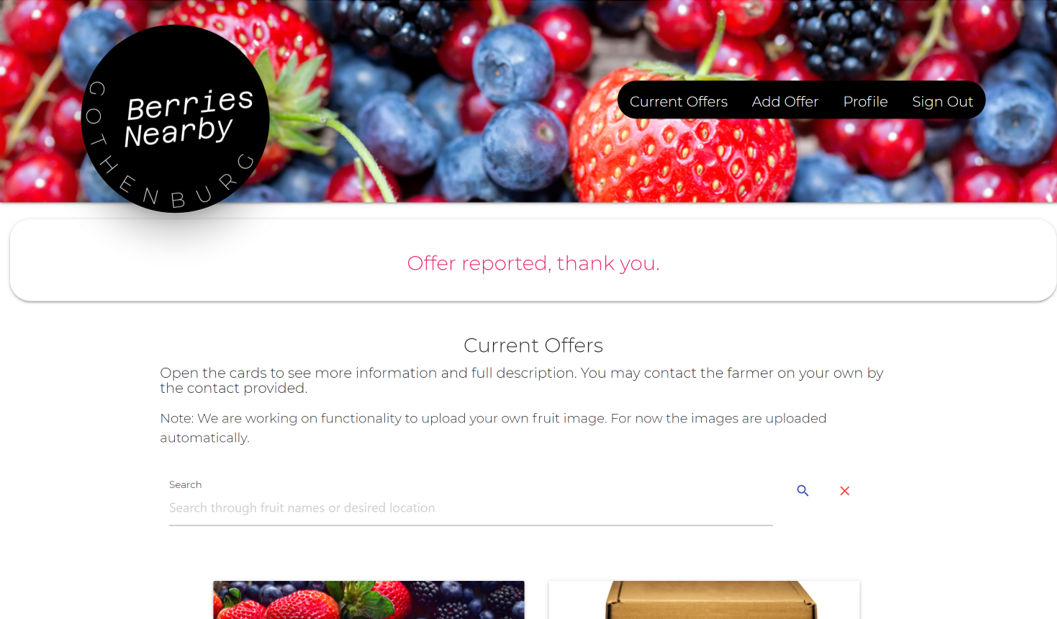 Berries
Nearby
GOTHENBURG
Current Offers
Add Offer
Profile
Sign Out
Offer reported, thank you.
Current Offers
Open the cards to see more information and full description. You may contact the farmer on your own by
the contact provided.
Note: We are working on functionality to upload your own fruit image. For now the images are uploaded
automatically.
Search
Search through fruit names or desired location